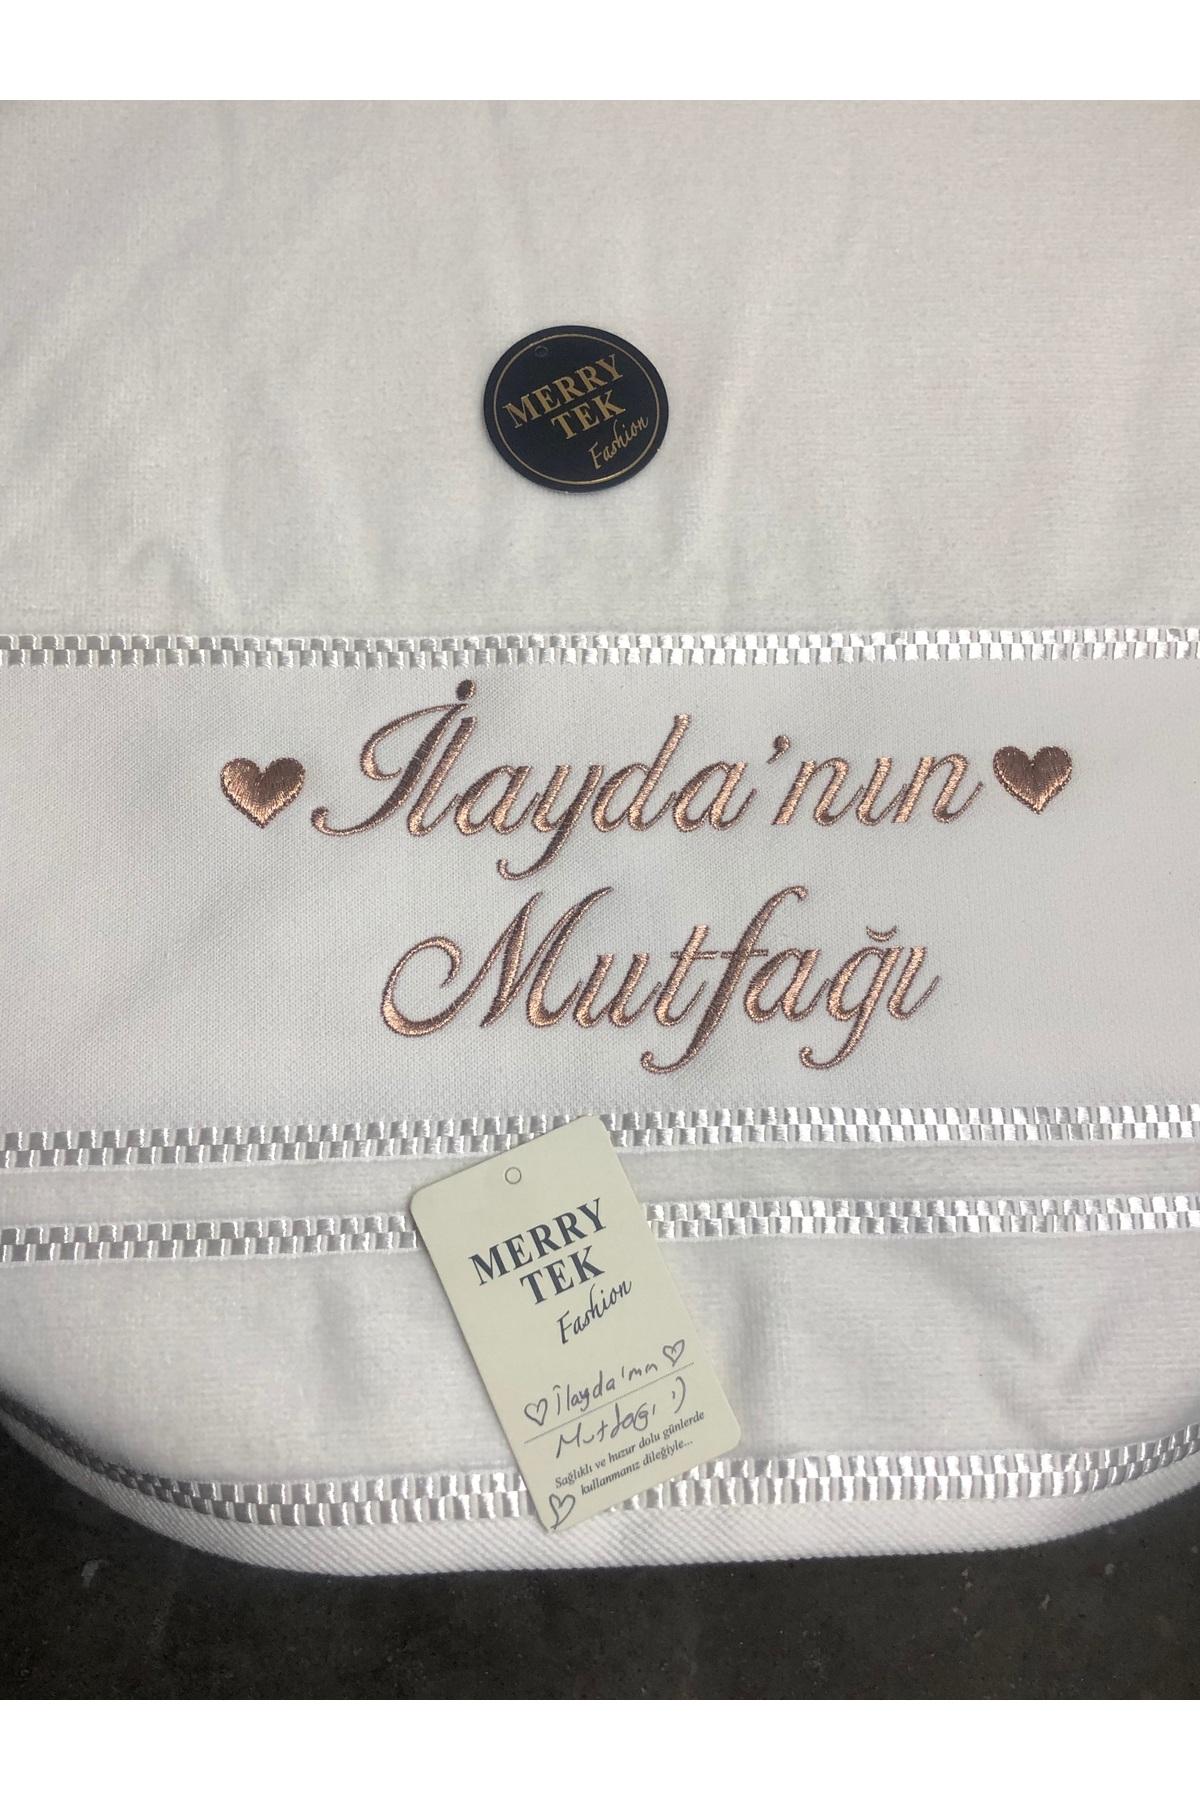 MERRY
TEK
Fashion
İlayda'nın
Mutfağı
MERRY
TEK
Fashion
İlayda'nın
Mutfağı :)
Sağlıklı ve huzur dolu günlerde
kullanmanız dileğiyle...